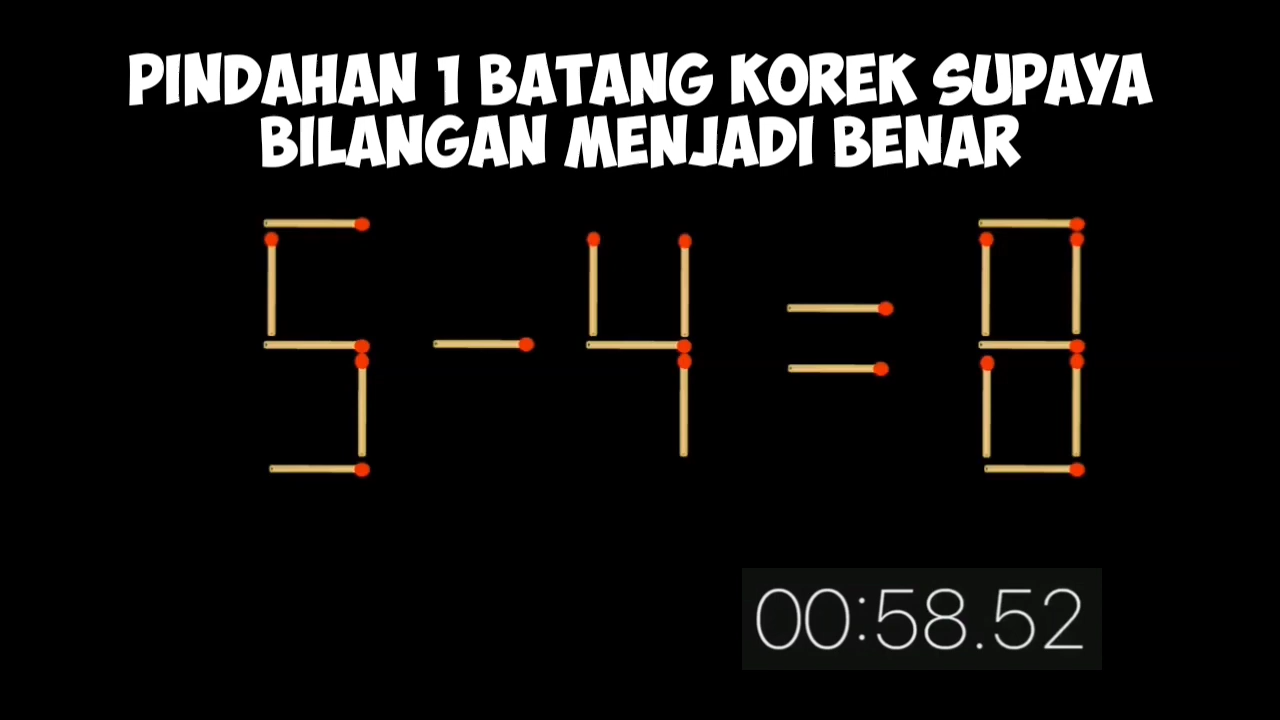 PINDAHAN 1 BATANG KOREK SUPAYA
BILANGAN MENJADI BENAR
5 - 4 = 8
00:58.52